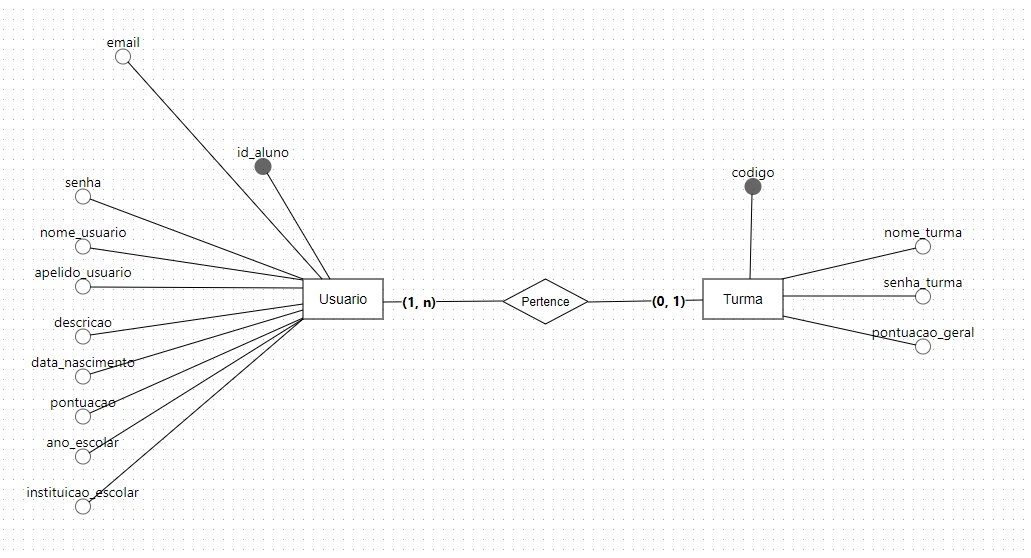 email
id_aluno
senha
nome_usuario
apelido_usuario
descricao
data_nascimento
pontuacao
ano_escolar
instituicao_escolar
Usuario
(1, n)
Pertence
(0, 1)
Turma
codigo
nome_turma
senha_turma
pontuacao_geral